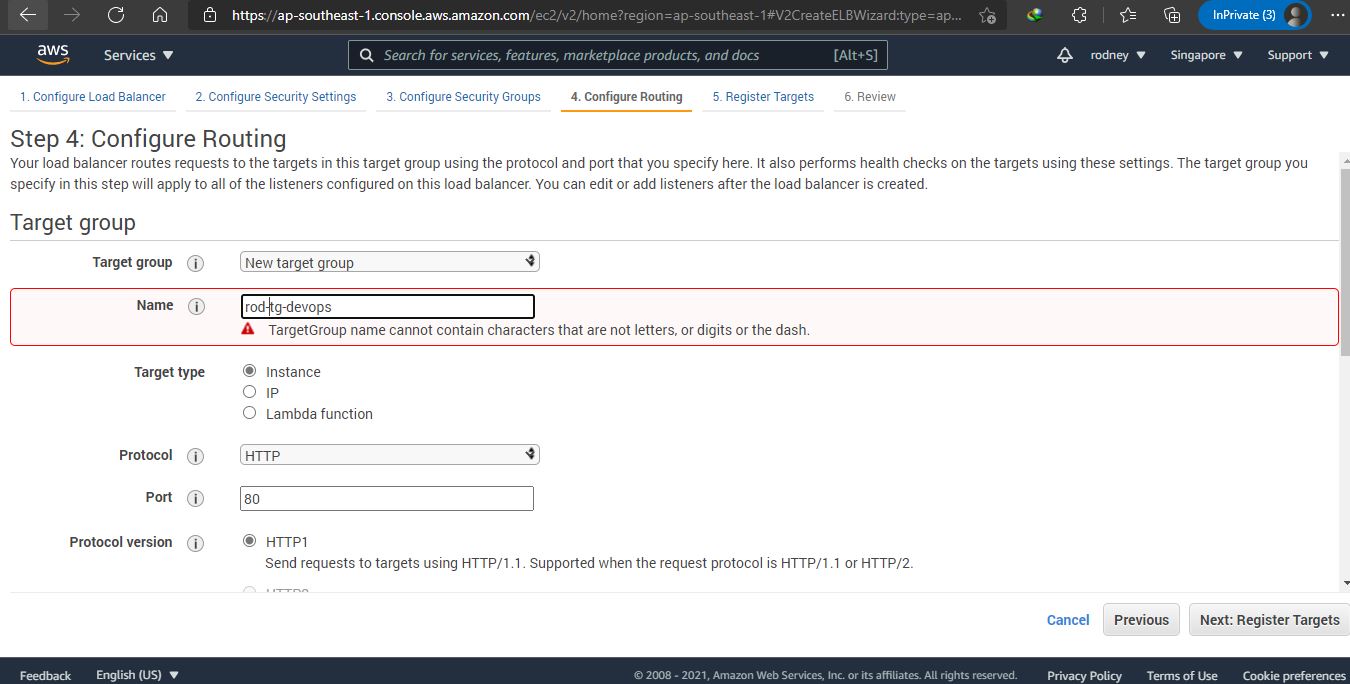 https://ap-southeast-1.console.aws.amazon.com/ec2/v2/home?region=ap-southeast-1#V2CreateELBWizard:type=ap...
InPrivate (3)
aws
Services
Search for services, features, marketplace products, and docs
[Alt+S]
rodney
Singapore
Support
1. Configure Load Balancer
2. Configure Security Settings
3. Configure Security Groups
4. Configure Routing
5. Register Targets
6. Review
Step 4: Configure Routing
Your load balancer routes requests to the targets in this target group using the protocol and port that you specify here. It also performs health checks on the targets using these settings. The target group you
specify in this step will apply to all of the listeners configured on this load balancer. You can edit or add listeners after the load balancer is created.
Target group
Target group
New target group
Name
rod-tg-devops
TargetGroup name cannot contain characters that are not letters, or digits or the dash.
Target type
Instance
IP
Lambda function
Protocol
HTTP
Port
80
Protocol version
HTTP1
Send requests to targets using HTTP/1.1. Supported when the request protocol is HTTP/1.1 or HTTP/2.
Cancel
Previous
Next: Register Targets
Feedback
English (US)
© 2008 - 2021, Amazon Web Services, Inc. or its affiliates. All rights reserved.
Privacy Policy
Terms of Use
Cookie preferences